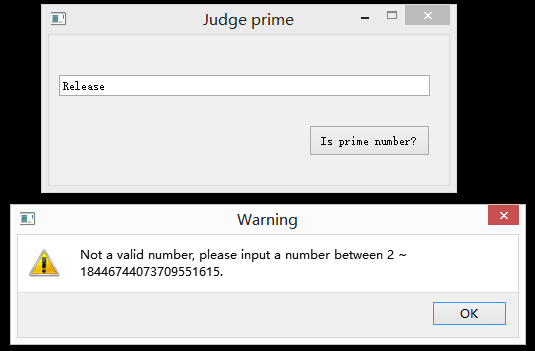 Judge prime
Release
Is prime number?
Warning
Not a valid number, please input a number between 2 ~
18446744073709551615.
OK